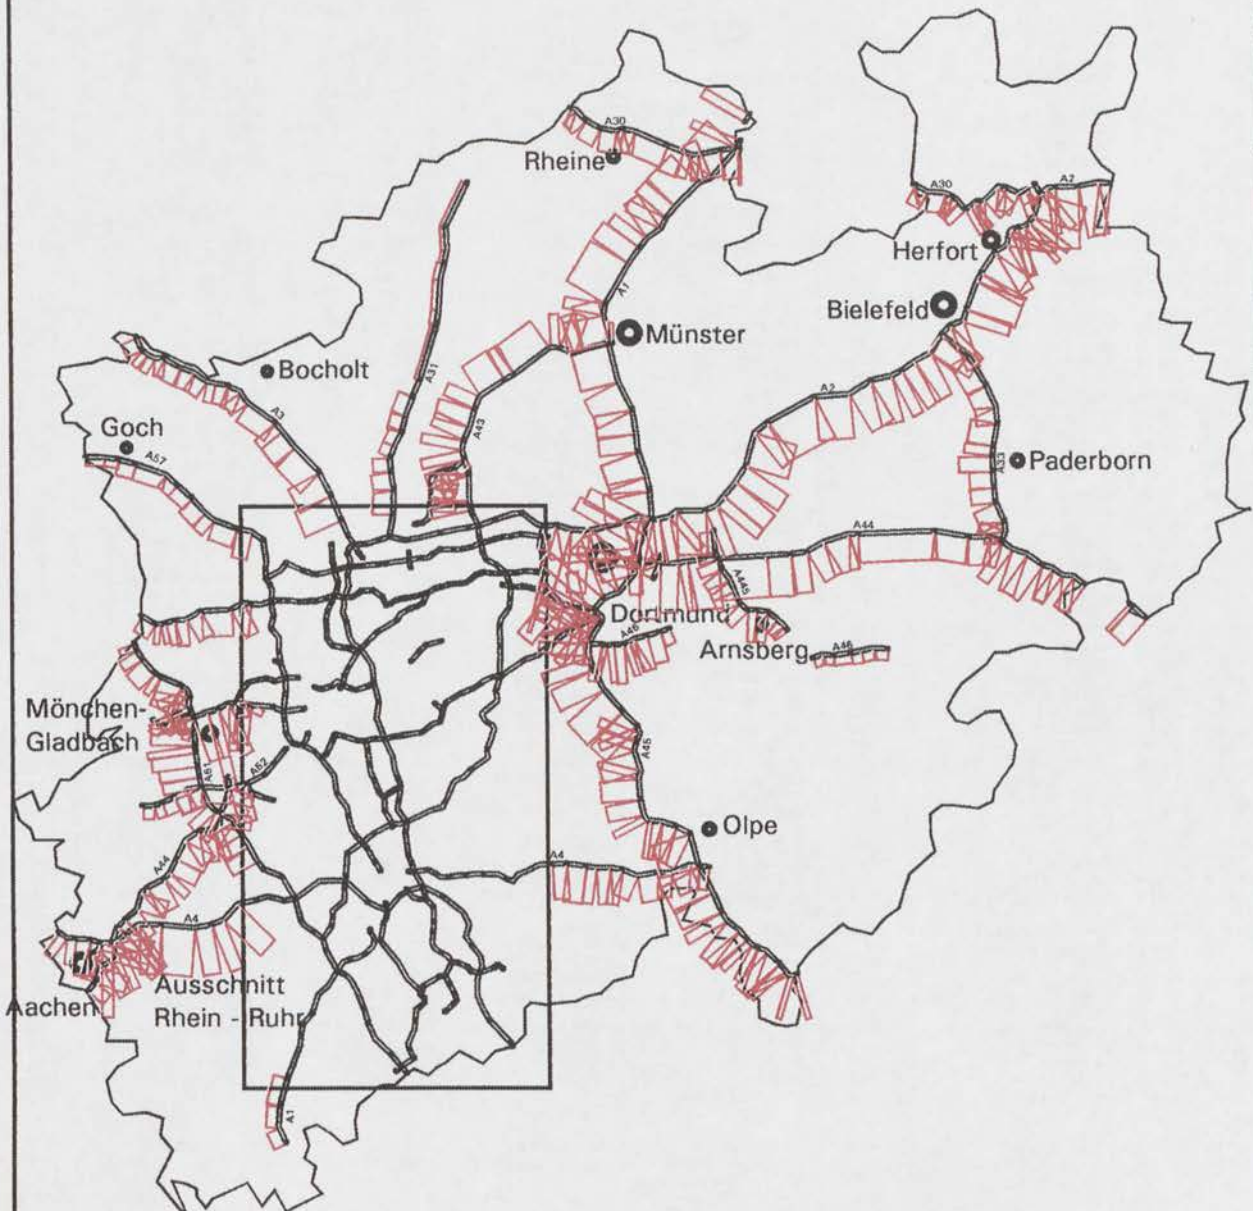 A30
Rheine
A30
A2
Herfort
Bielefeld
A1
Münster
Bocholt
A31
A2
A3
A43
Goch
A57
A33
Paderborn
A44
A445
Dortmund
A46
Arnsberg
A46
Mönchen-
Gladbach
A61
A52
A45
Olpe
A4
A44
A4
Aachen
Ausschnitt
Rhein - Ruhr
A1